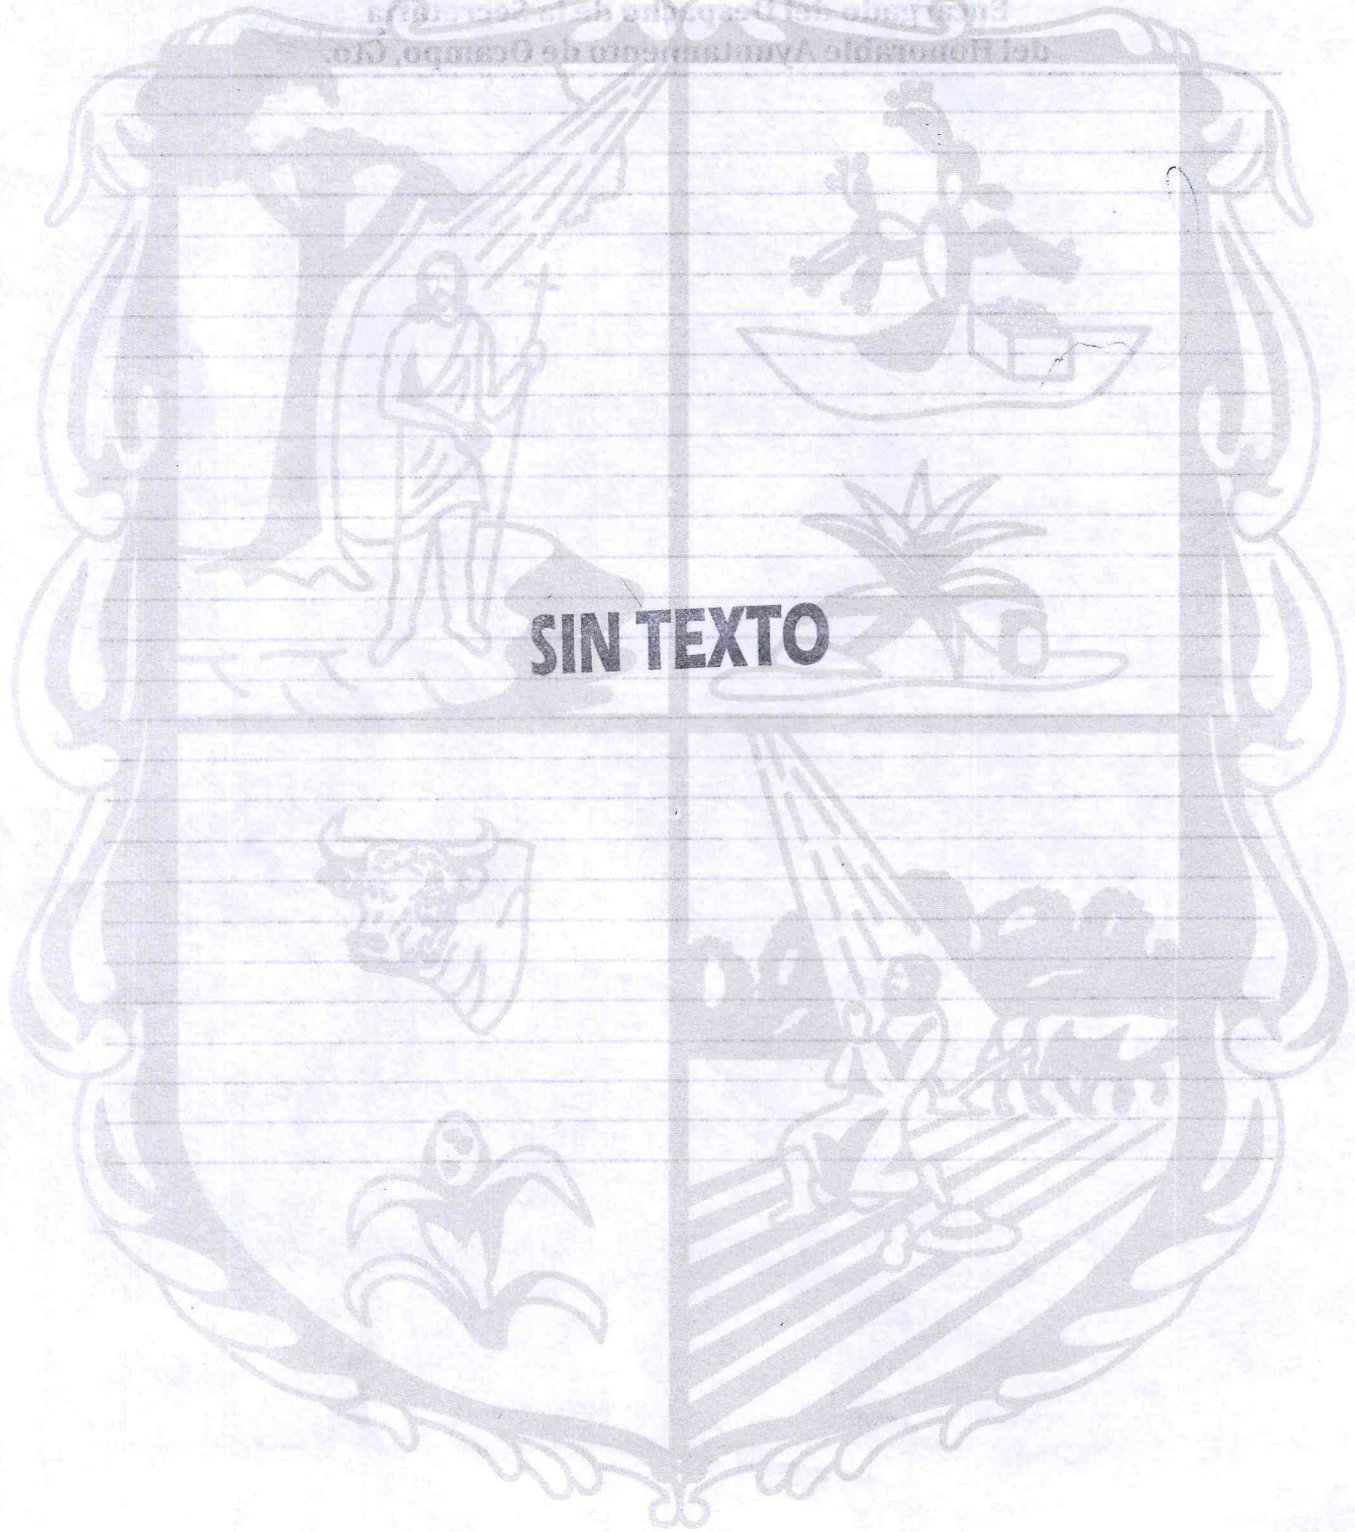 Encargado del Despacho de la Secretaría
del Honorable Ayuntamiento de Ocampo, Gto.
SIN TEXTO